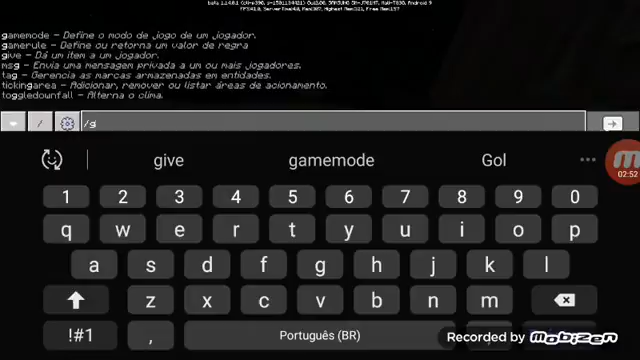 gamemode – Define o modo de jogo de um jogador.
gamerule – Define ou retorna um valor de regra
give – Dá um item a um jogador.
msg – Envia uma mensagem privada a um ou mais jogadores.
tag – Gerencia as marcas armazenadas em entidades.
tickingarea – Adicionar, remover ou listar áreas de acionamento.
toggledownfall – Alterna o clima.
/ /g
give gamemode Gol ...
02:52
1 2 3 4 5 6 7 8 9 0
q w e r t y u i o p
a s d f g h j k l
z x c v b n m
!#1 , Português (BR)
Recorded by Mobizen